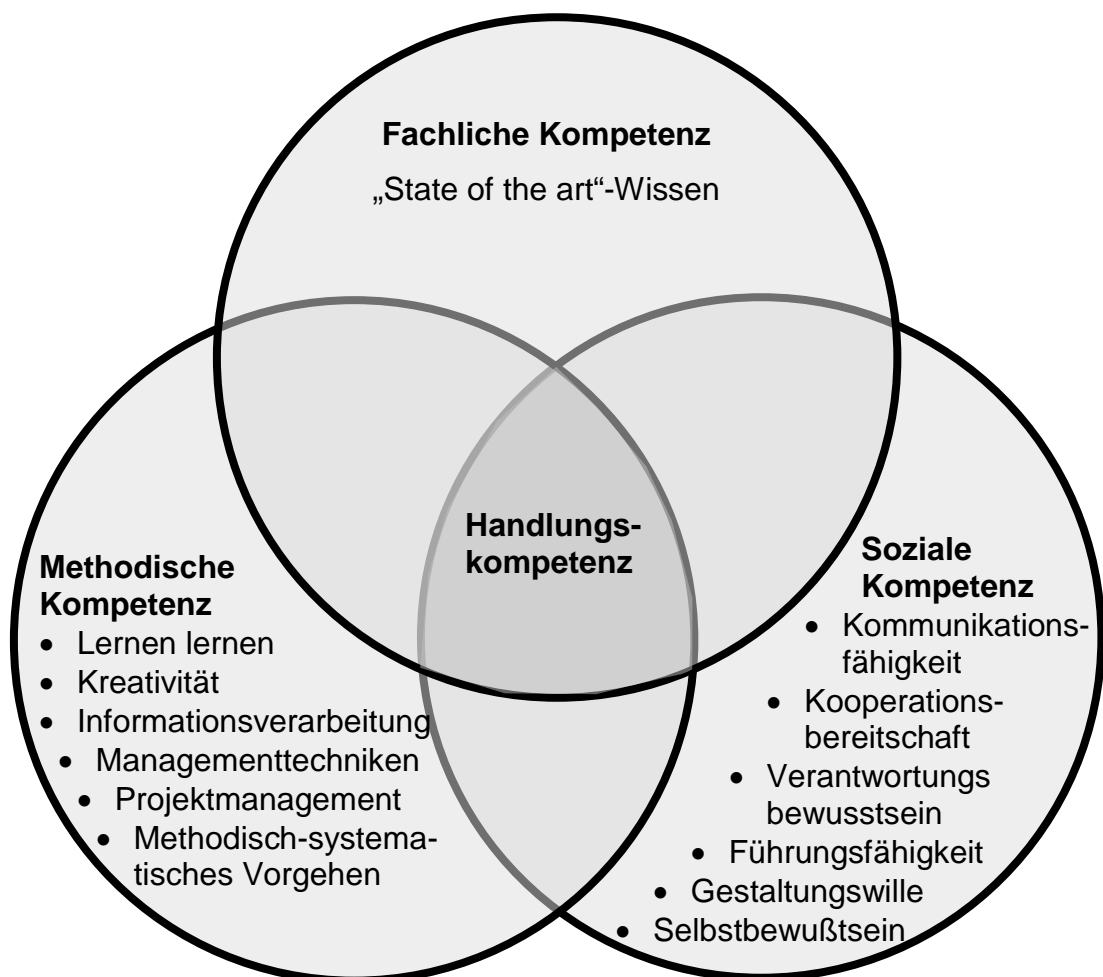 Fachliche Kompetenz
„State of the art“-Wissen
Handlungs-
kompetenz
Methodische
Kompetenz
• Lernen lernen
• Kreativität
• Informationsverarbeitung
• Managementtechniken
• Projektmanagement
• Methodisch-systema-
tisches Vorgehen
Soziale
Kompetenz
• Kommunikations-
fähigkeit
• Kooperations-
bereitschaft
• Verantwortungs
bewusstsein
• Führungsfähigkeit
• Gestaltungswille
• Selbstbewußtsein